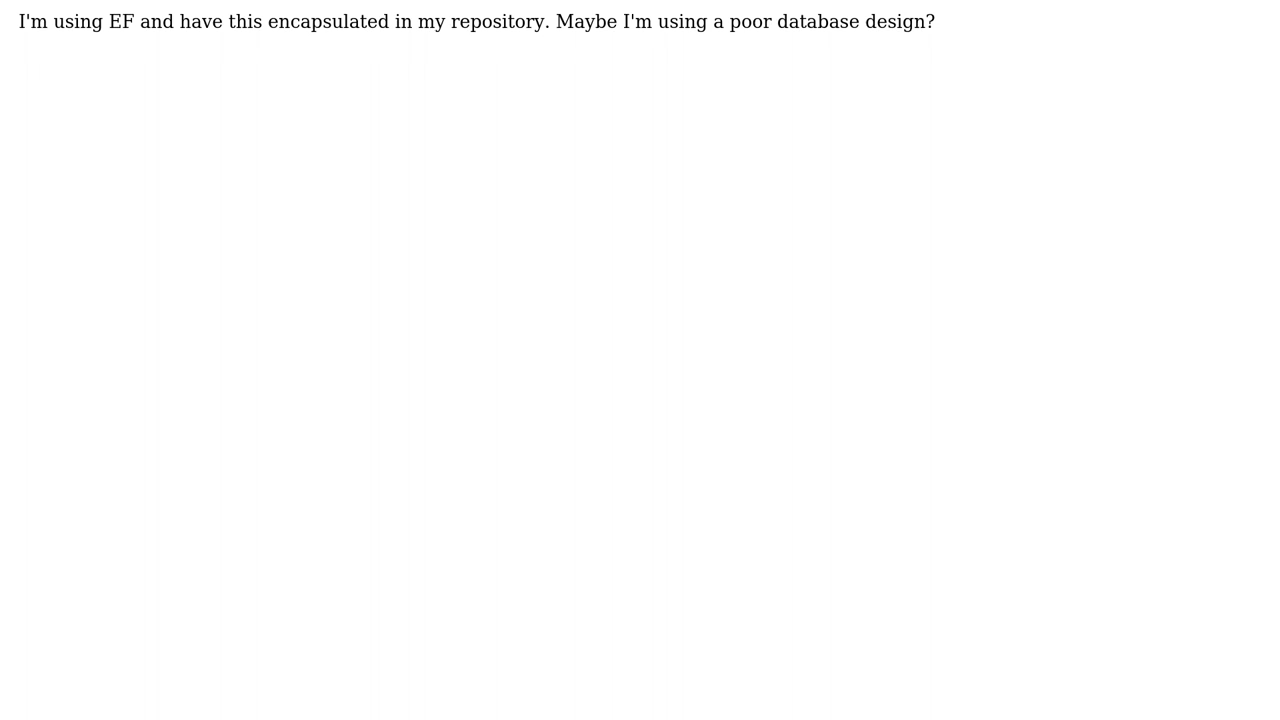 I'm using EF and have this encapsulated in my repository. Maybe I'm using a poor database design?